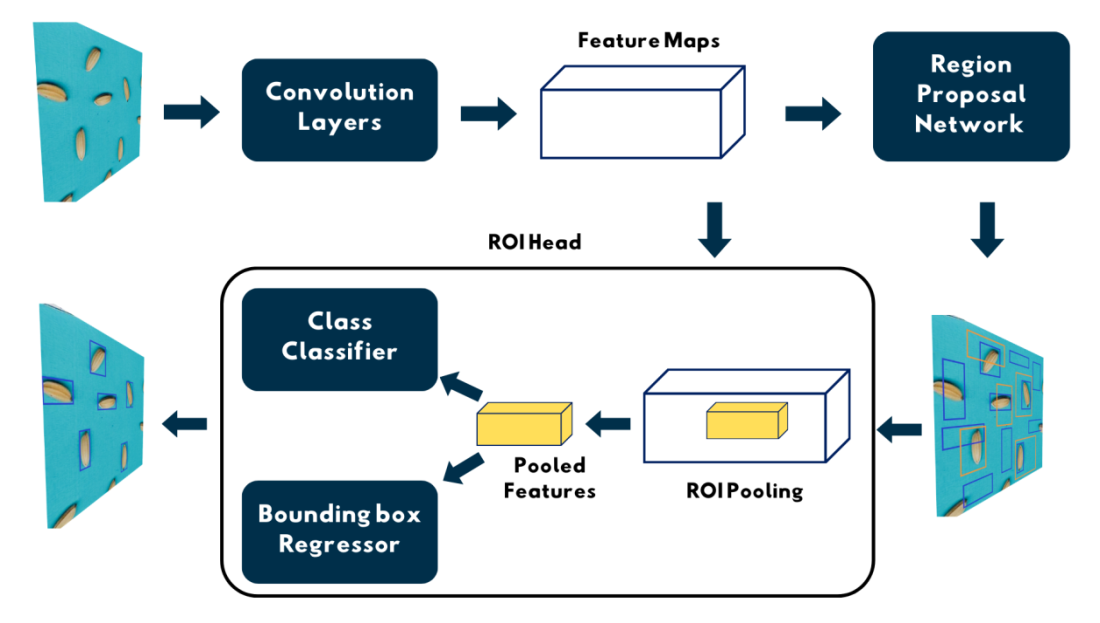 Feature Maps
Convolution
Layers
Region
Proposal
Network
ROI Head
Class
Classifier
Pooled
Features
ROI Pooling
Bounding box
Regressor